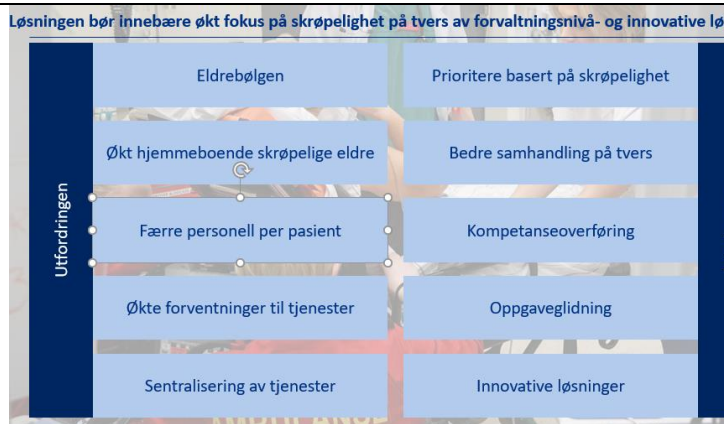 Løsningen bør innebære økt fokus på skrøpelighet på tvers av forvaltningsnivå- og innovative
Utfordringen
Eldrebølgen
Prioritere basert på skrøpelighet
Økt hjemmeboende skrøpelige eldre
Bedre samhandling på tvers
Færre personell per pasient
Kompetanseoverføring
Økte forventninger til tjenester
Oppgaveglidning
Sentralisering av tjenester
Innovative løsninger